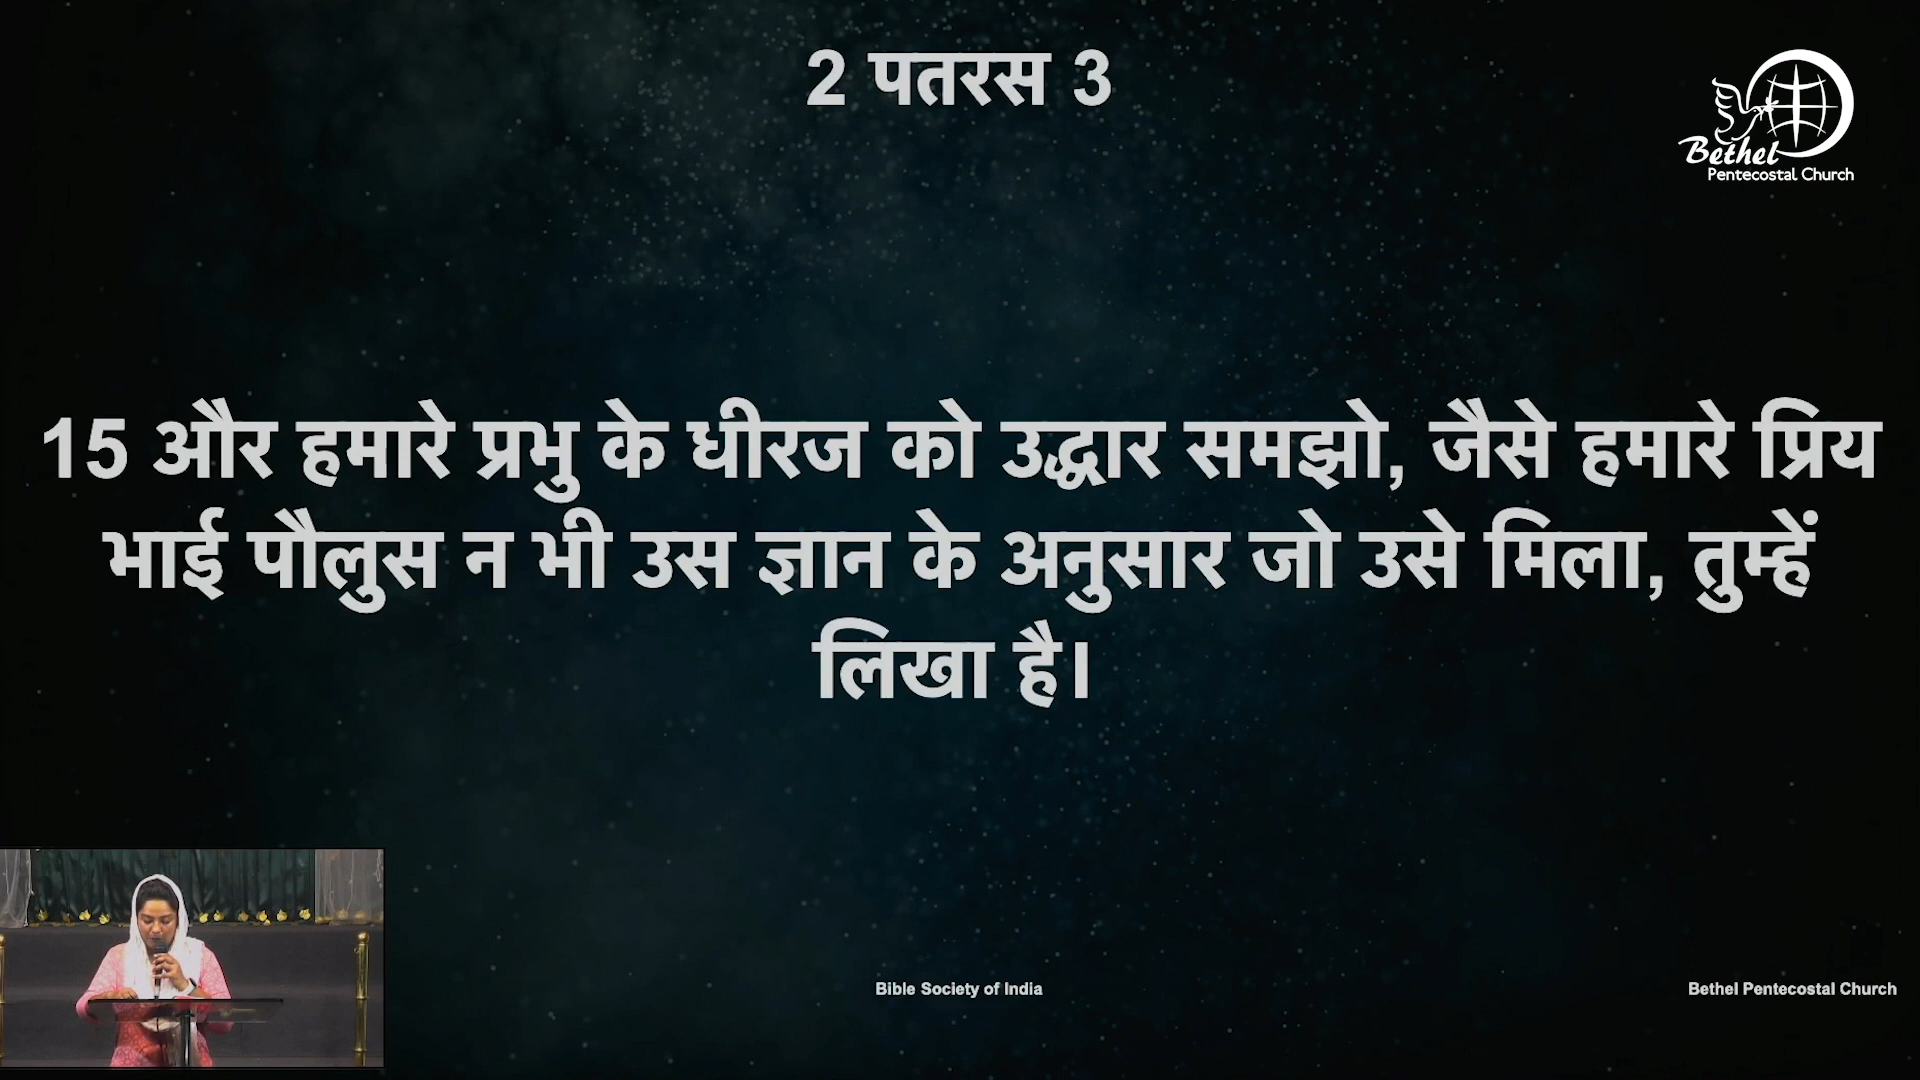 2 पतरस 3
Bethel
Pentecostal Church
15 और हमारे प्रभु के धीरज को उद्धार समझो, जैसे हमारे प्रिय
भाई पौलुस न भी उस ज्ञान के अनुसार जो उसे मिला, तुम्हें
लिखा है।
Bible Society of India
Bethel Pentecostal Church